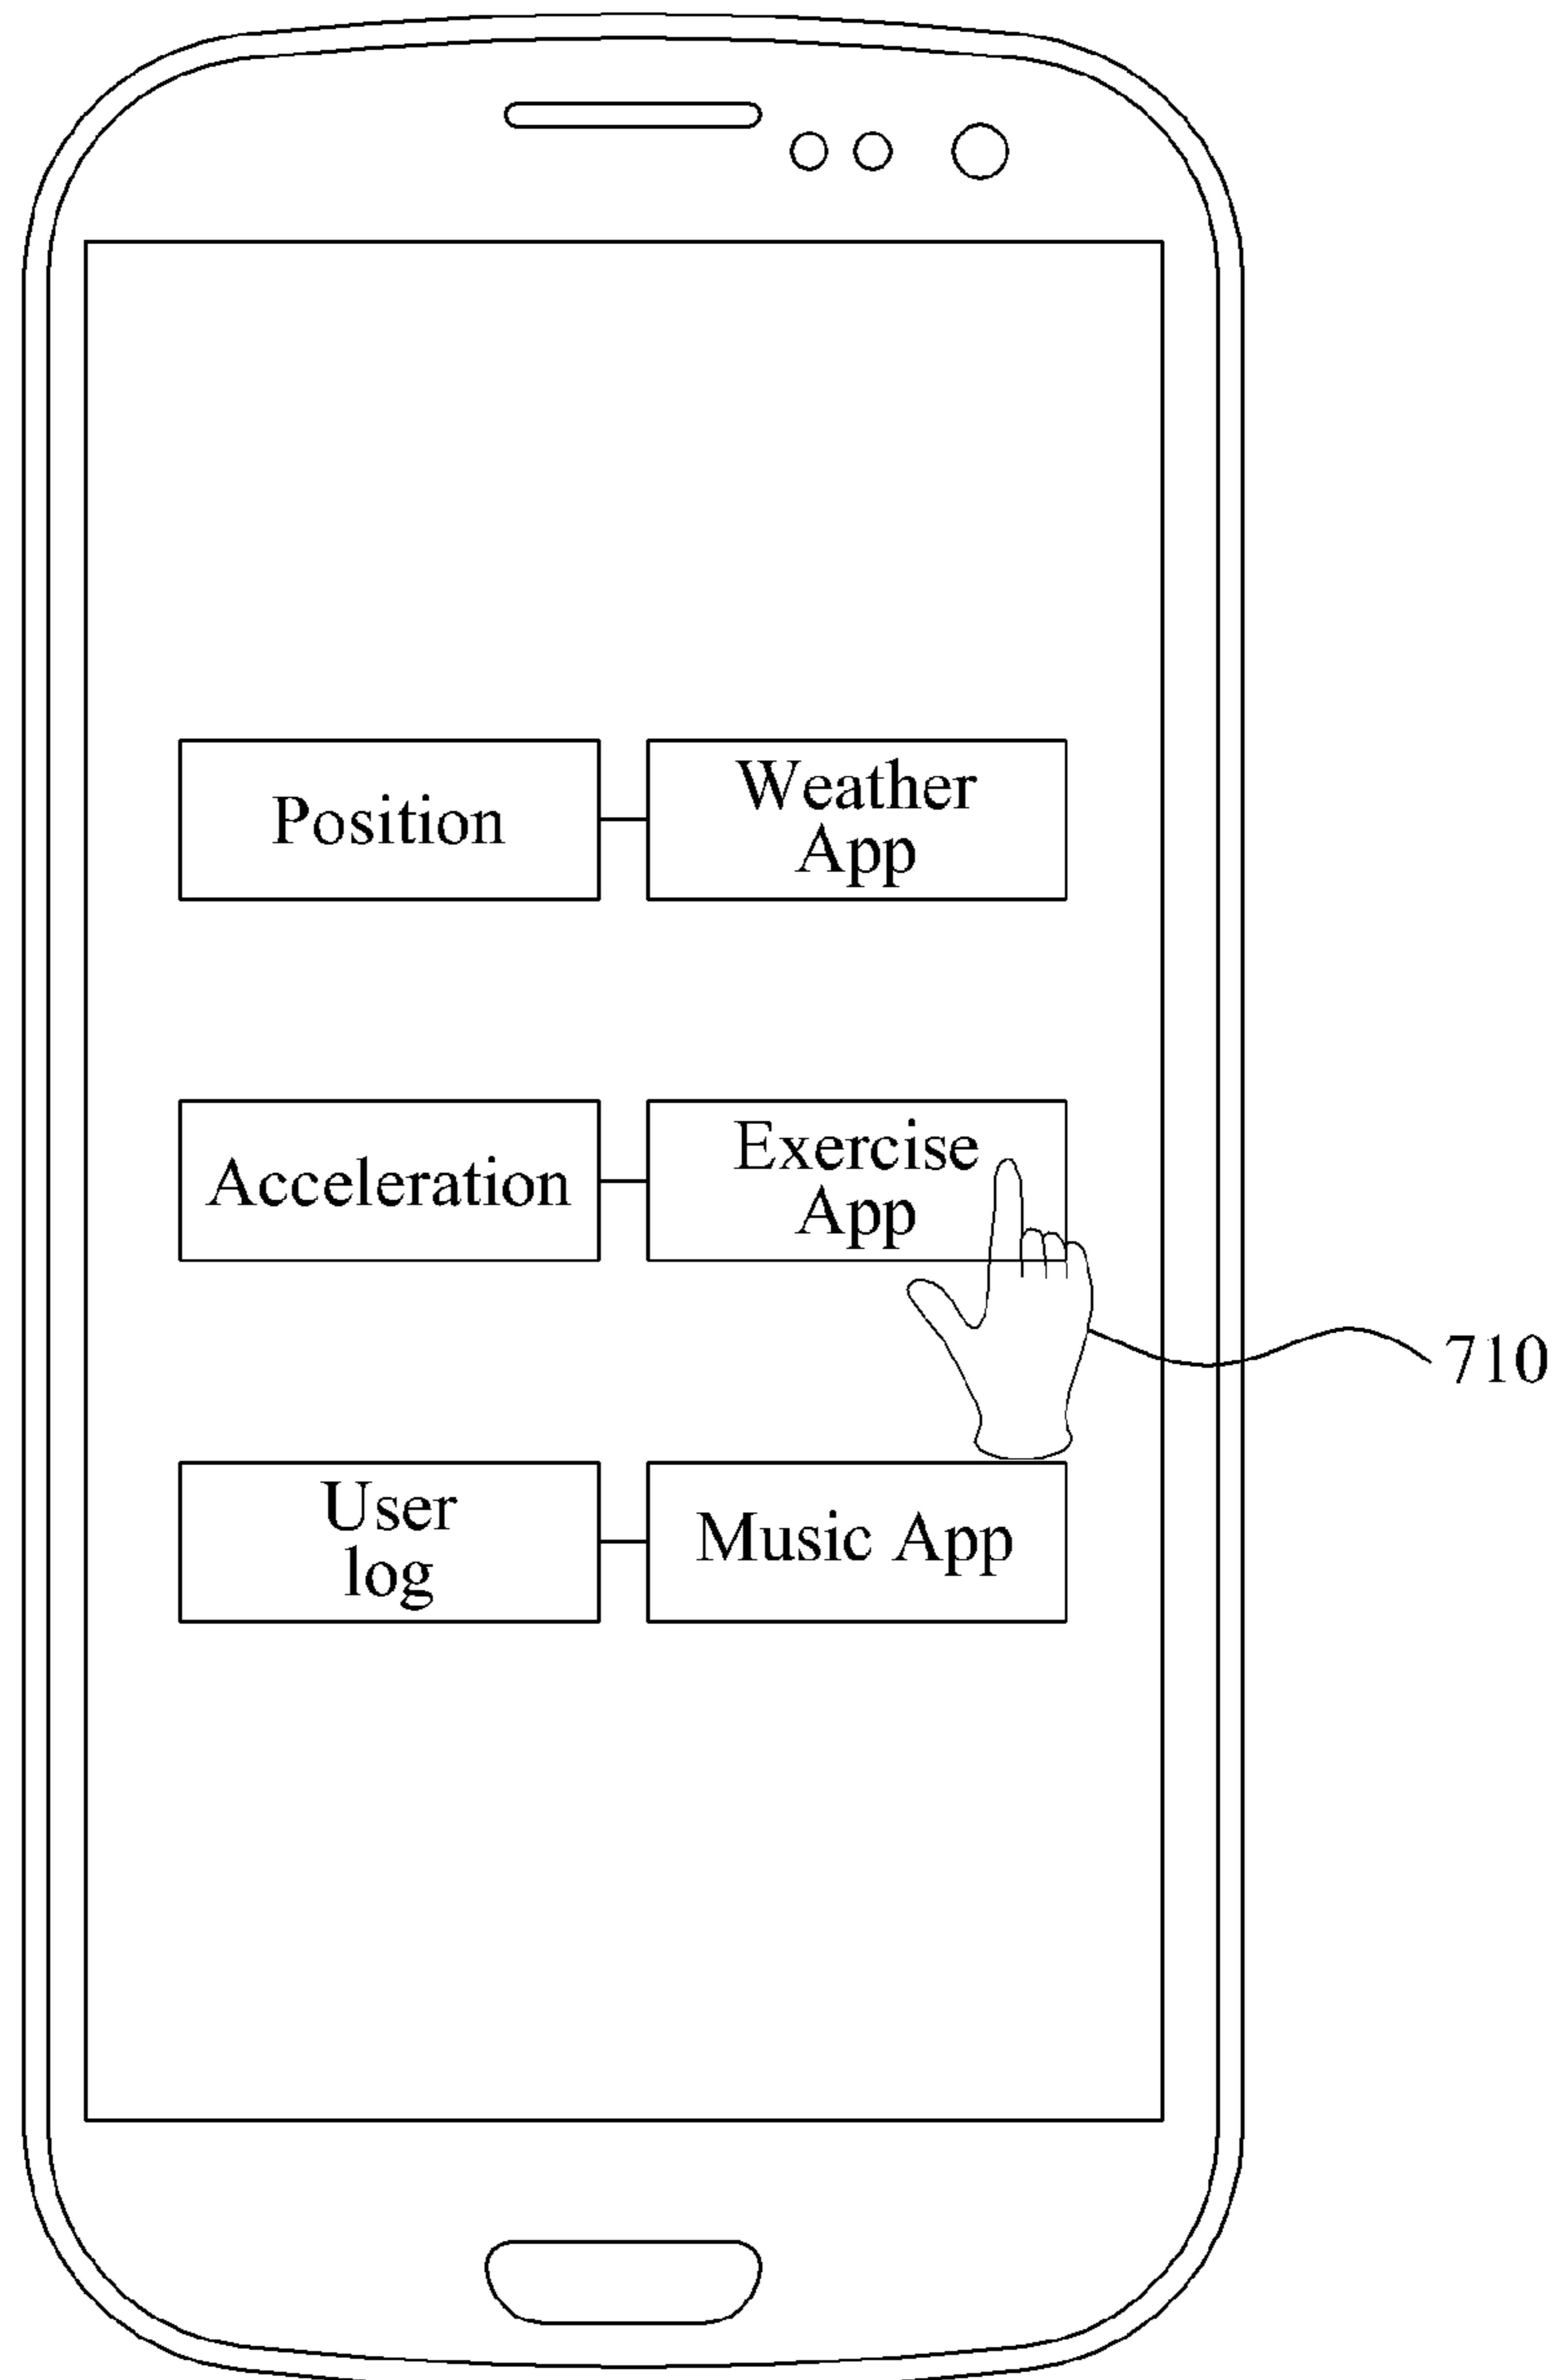 Position
Weather
App
Acceleration
Exercise
App
710
User
log
Music App